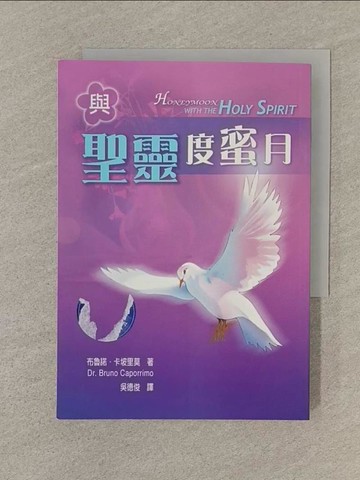 與
HONEYMOON
WITH THE HOLY SPIRIT
聖靈度蜜月
布魯諾·卡坡里莫 著
Dr. Bruno Caporrimo
吳德俊 譯